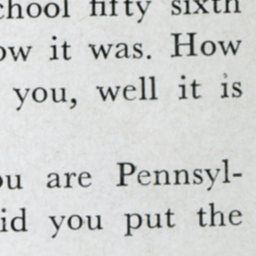 chool fifty sixth
ow it was. How
you, well it is
ou are Pennsyl-
id you put the